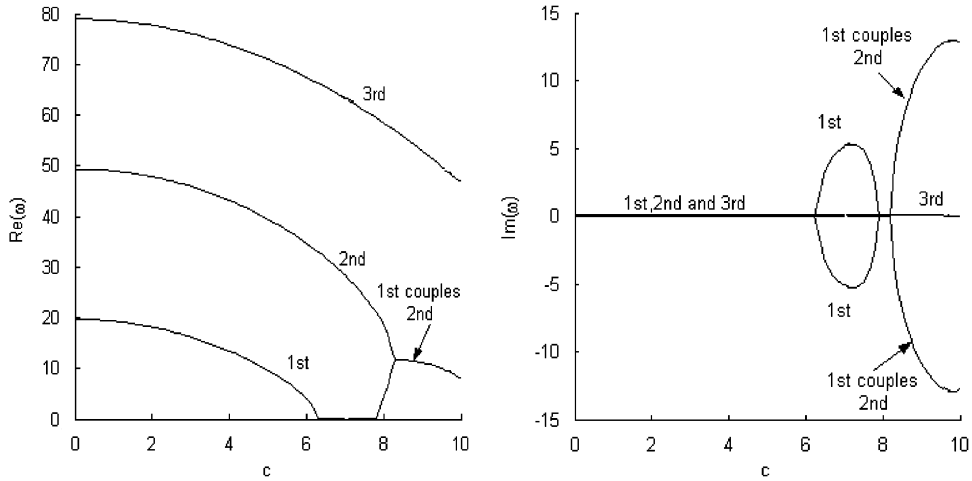 80
70
60
50
40
30
20
10
0
Re(ω)
3rd
2nd
1st couples
2nd
1st
0 2 4 6 8 10
c
15
10
5
0
-5
-10
-15
Im(ω)
1st couples
2nd
1st
1st,2nd and 3rd
3rd
1st
1st couples
2nd
0 2 4 6 8 10
c